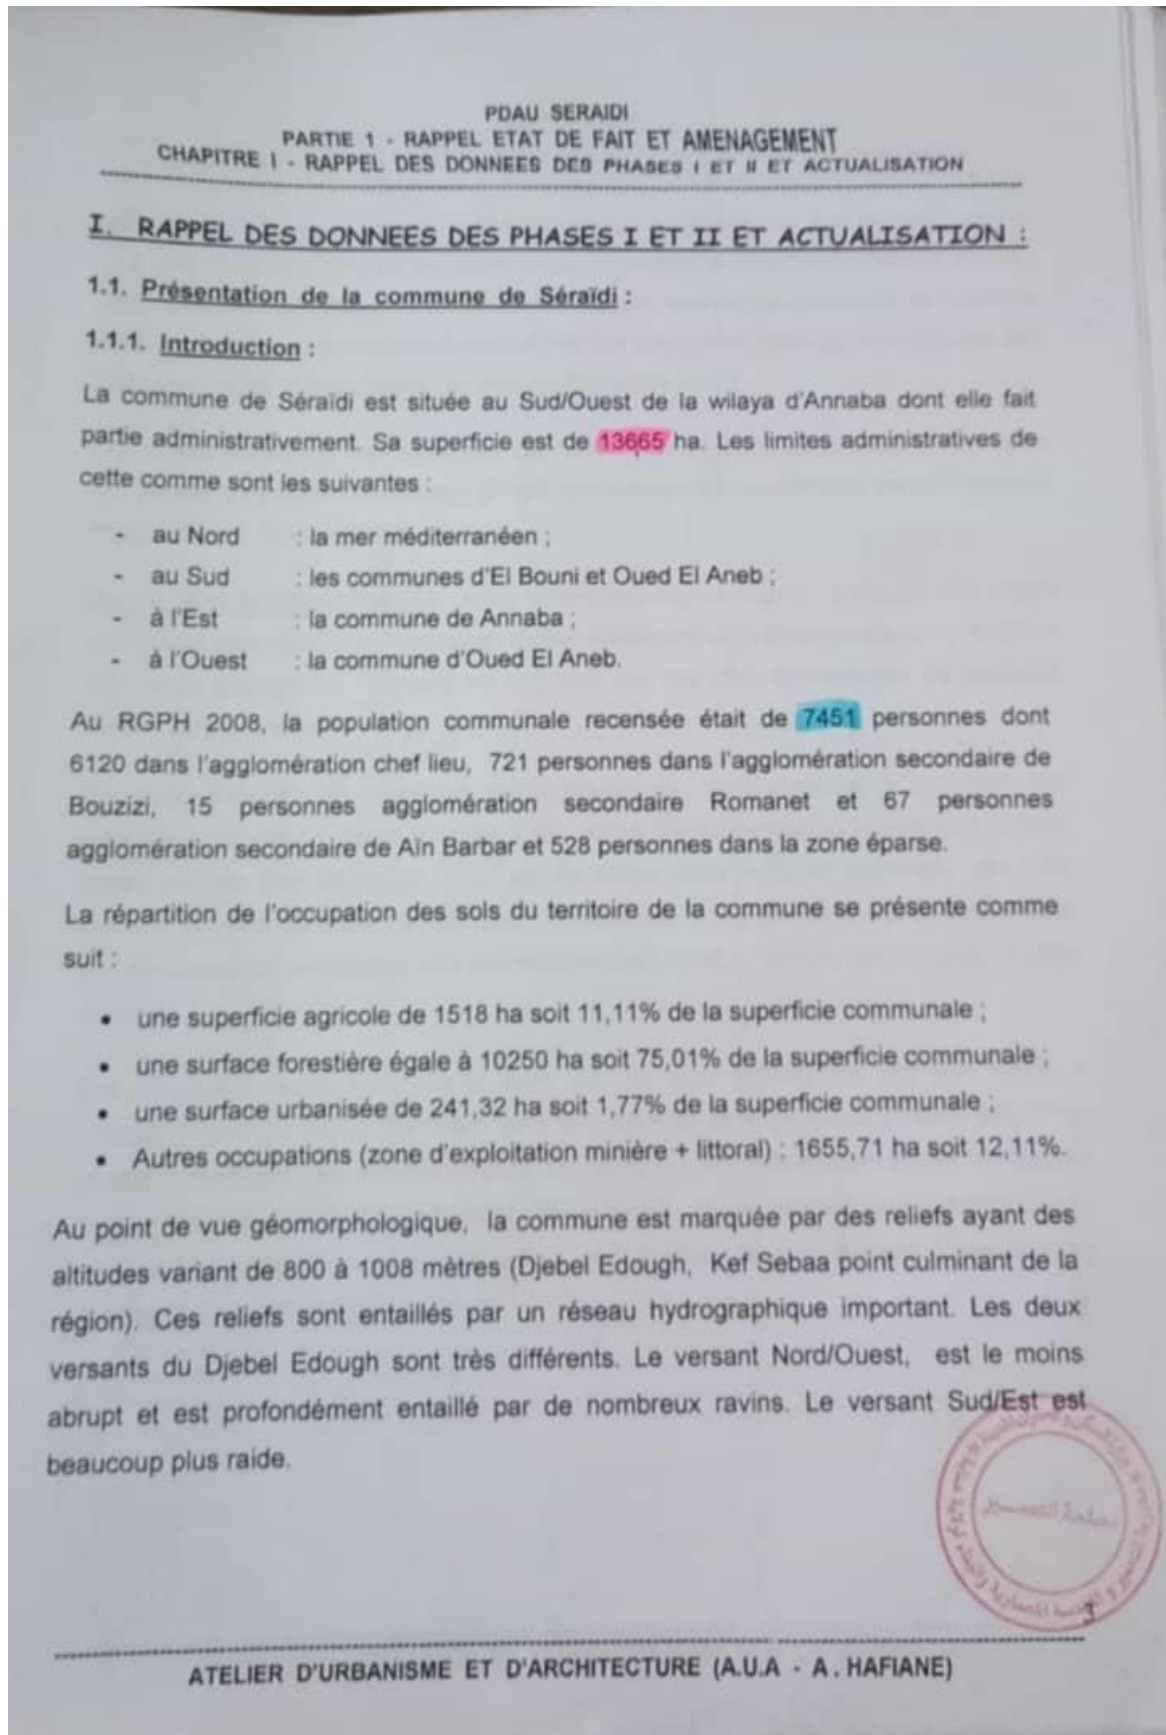 PDAU SERAIDI
PARTIE 1 - RAPPEL ETAT DE FAIT ET AMENAGEMENT
CHAPITRE I - RAPPEL DES DONNEES DES PHASES I ET II ET ACTUALISATION
I. RAPPEL DES DONNEES DES PHASES I ET II ET ACTUALISATION :
1.1. Présentation de la commune de Séraïdi :
1.1.1. Introduction :
La commune de Séraïdi est située au Sud/Ouest de la wilaya d'Annaba dont elle fait
partie administrativement. Sa superficie est de 13665 ha. Les limites administratives de
cette comme sont les suivantes :
- au Nord : la mer méditerranéen ;
- au Sud : les communes d'El Bouni et Oued El Aneb ;
- à l'Est : la commune de Annaba ;
- à l'Ouest : la commune d'Oued El Aneb.
Au RGPH 2008, la population communale recensée était de 7451 personnes dont
6120 dans l'agglomération chef lieu, 721 personnes dans l'agglomération secondaire de
Bouzizi, 15 personnes agglomération secondaire Romanet et 67 personnes
agglomération secondaire de Aïn Barbar et 528 personnes dans la zone éparse.
La répartition de l'occupation des sols du territoire de la commune se présente comme
suit :
• une superficie agricole de 1518 ha soit 11,11% de la superficie communale ;
• une surface forestière égale à 10250 ha soit 75,01% de la superficie communale ;
• une surface urbanisée de 241,32 ha soit 1,77% de la superficie communale ;
• Autres occupations (zone d'exploitation minière + littoral) : 1655,71 ha soit 12,11%.
Au point de vue géomorphologique, la commune est marquée par des reliefs ayant des
altitudes variant de 800 à 1008 mètres (Djebel Edough, Kef Sebaa point culminant de la
région). Ces reliefs sont entaillés par un réseau hydrographique important. Les deux
versants du Djebel Edough sont très différents. Le versant Nord/Ouest, est le moins
abrupt et est profondément entaillé par de nombreux ravins. Le versant Sud/Est est
beaucoup plus raide.
3
ATELIER D'URBANISME ET D'ARCHITECTURE (A.U.A - A. HAFIANE)